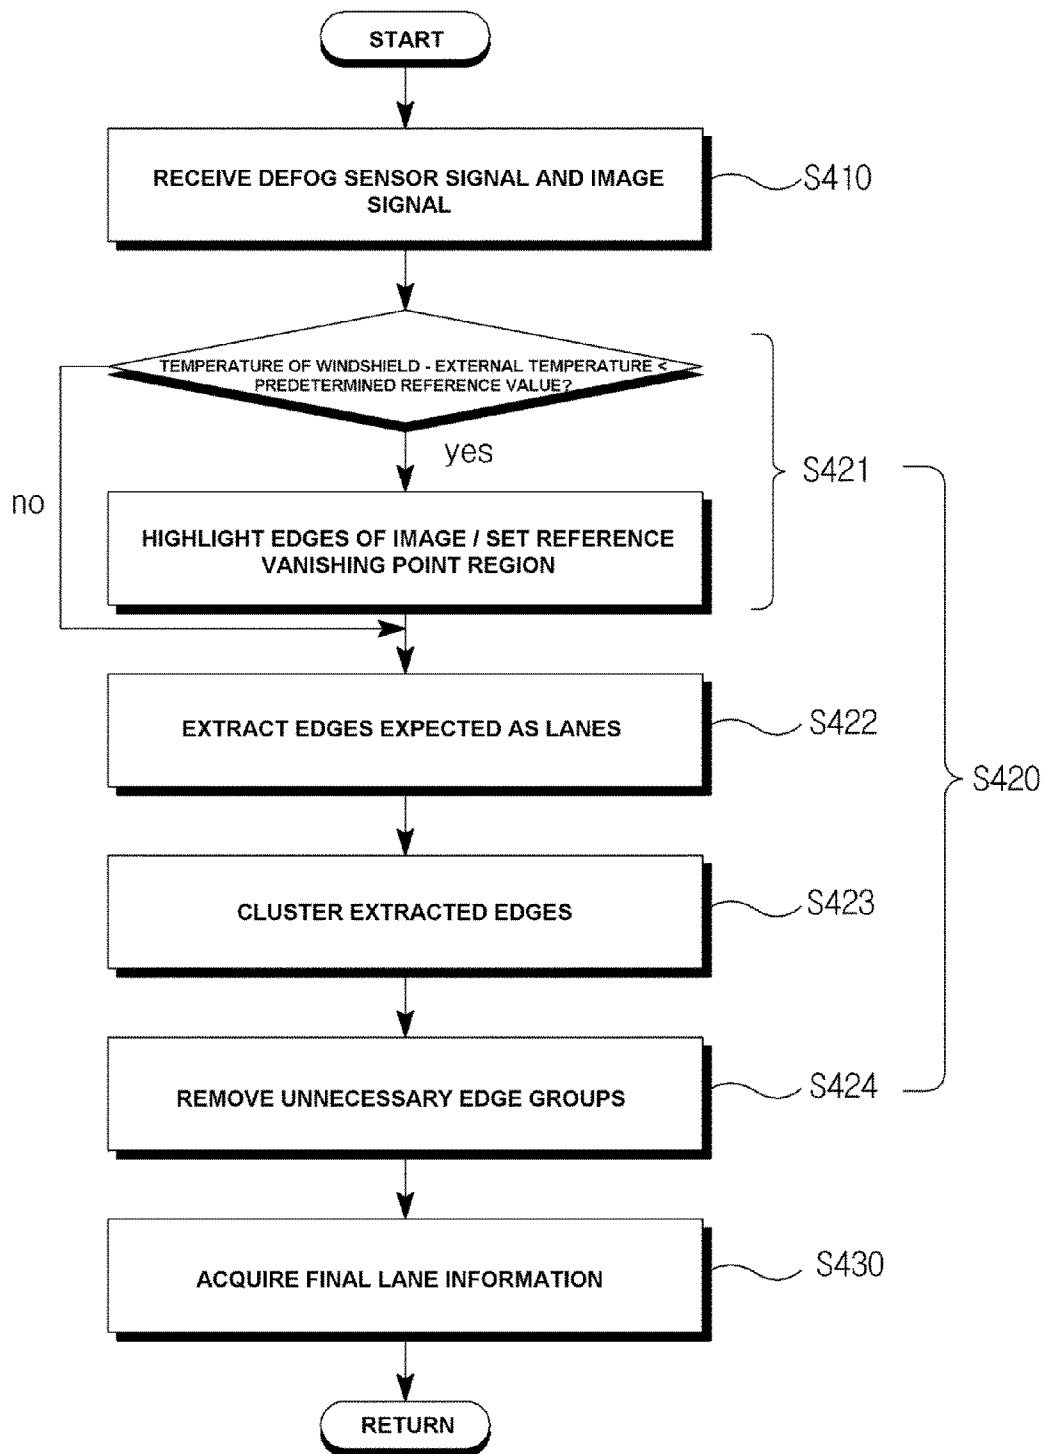 START
RECEIVE DEFOG SENSOR SIGNAL AND IMAGE
SIGNAL
S410
TEMPERATURE OF WINDSHIELD - EXTERNAL TEMPERATURE <
PREDETERMINED REFERENCE VALUE?
yes
no
S421
HIGHLIGHT EDGES OF IMAGE / SET REFERENCE
VANISHING POINT REGION
EXTRACT EDGES EXPECTED AS LANES
S422
S420
CLUSTER EXTRACTED EDGES
S423
REMOVE UNNECESSARY EDGE GROUPS
S424
ACQUIRE FINAL LANE INFORMATION
S430
RETURN